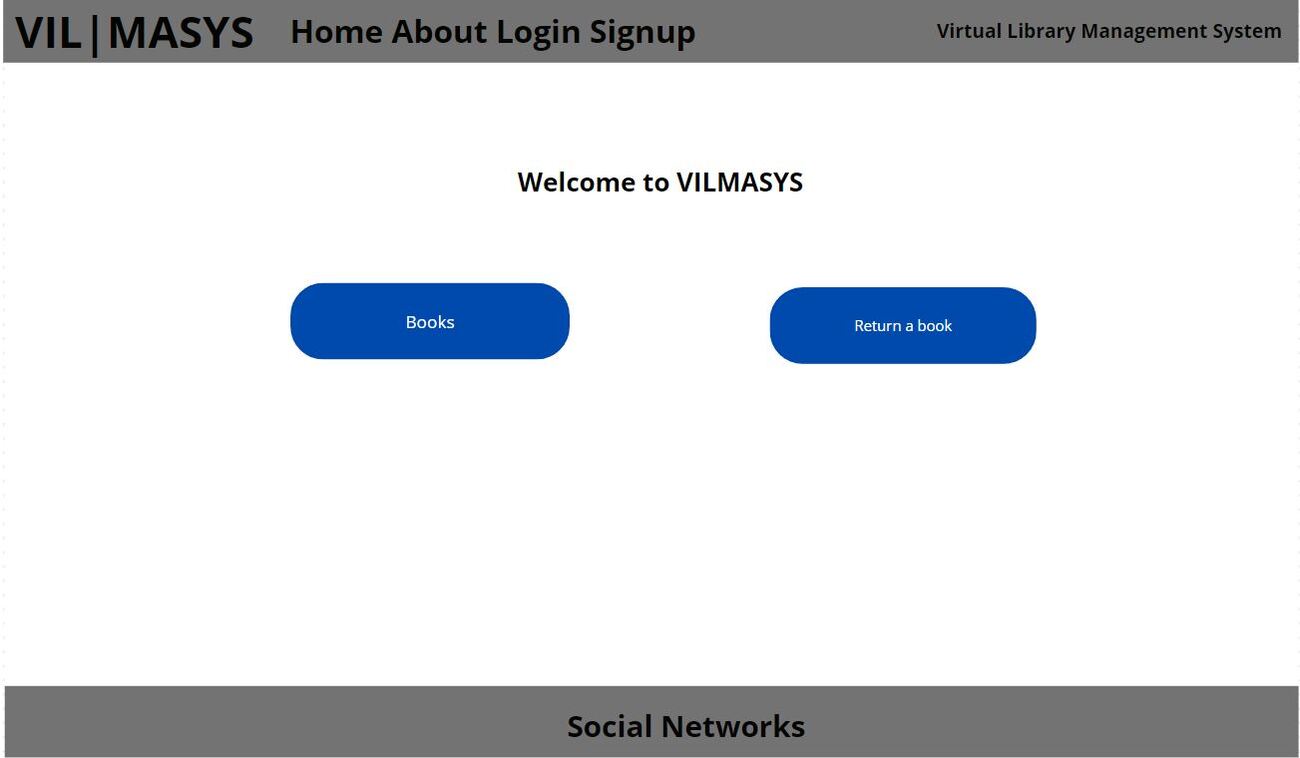 VIL|MASYS Home About Login Signup Virtual Library Management System
Welcome to VILMASYS
Books
Return a book
Social Networks